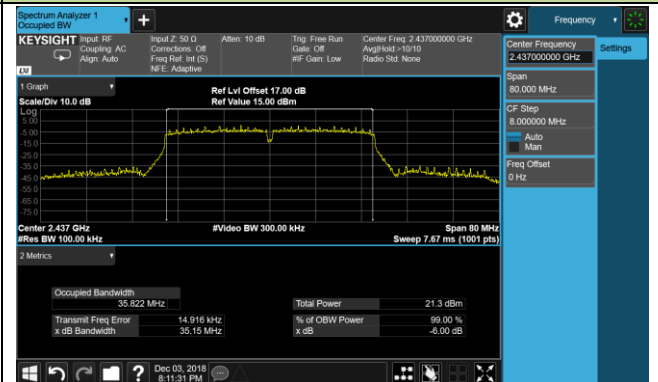 Spectrum Analyzer 1
Occupied BW
Frequency
KEYSIGHT
Input: RF
Coupling: AC
Align: Auto
Input Z: 50 Ω
Corrections: Off
Freq Ref: Int (S)
NFE: Adaptive
Atten: 10 dB
Trig: Free Run
Gate: Off
#IF Gain: Low
Center Freq: 2.437000000 GHz
Avg|Hold:>10/10
Radio Std: None
LXI
Center Frequency
2.437000000 GHz
Settings
Span
80.000 MHz
CF Step
8.000000 MHz
Auto
Man
Freq Offset
0 Hz
1 Graph
Scale/Div 10.0 dB
Ref Lvl Offset 17.00 dB
Ref Value 15.00 dBm
Log
5.00
-5.00
-15.0
-25.0
-35.0
-45.0
-55.0
-65.0
-75.0
Center 2.437 GHz
#Video BW 300.00 kHz
Span 80 MHz
#Res BW 100.00 kHz
Sweep 7.67 ms (1001 pts)
2 Metrics
Occupied Bandwidth
35.822 MHz
Total Power 21.3 dBm
Transmit Freq Error 14.916 kHz
% of OBW Power 99.00 %
x dB Bandwidth 35.15 MHz
x dB -6.00 dB
Dec 03, 2018
8:11:31 PM